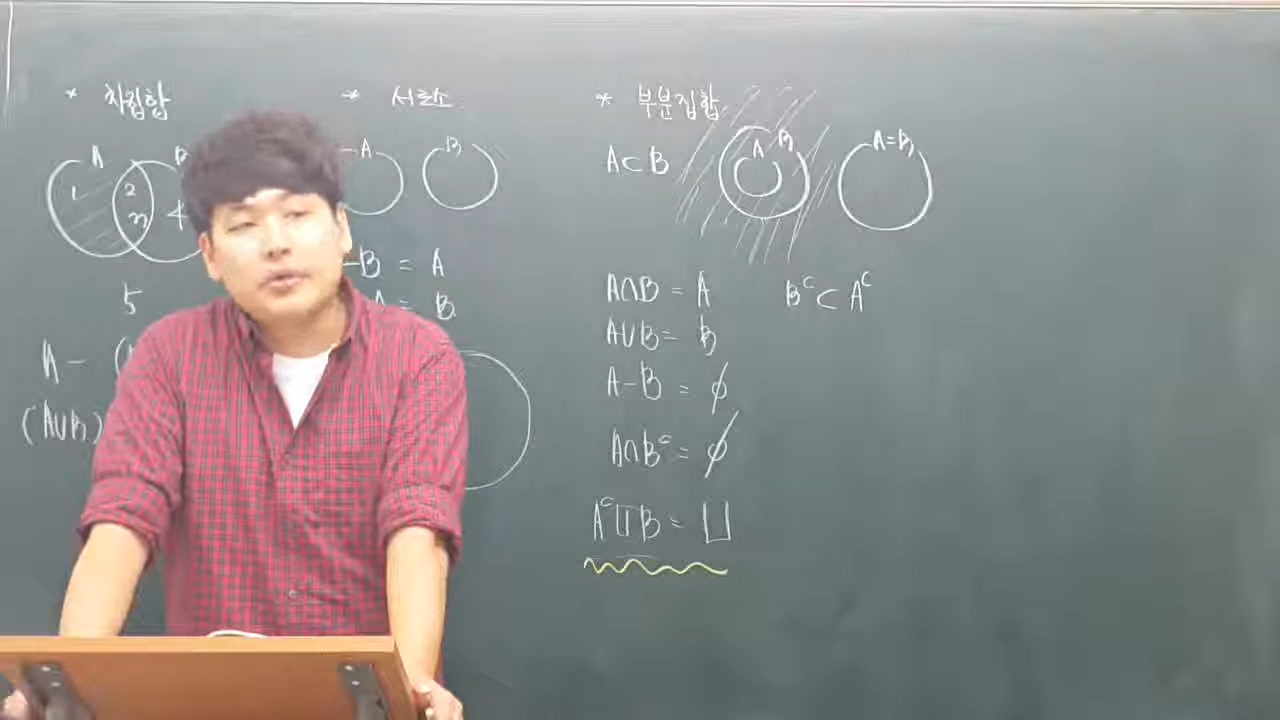 * 차집합
A B
1 2 4
3
5
A -
(A∪B)
* 서로소
A B
-B = A
A = B
* 부분집합
A⊂B
A B
A=B
A∩B = A
B^c ⊂ A^c
A∪B = B
A-B = ∅
A∩B^c = ∅
A^c∪B = U